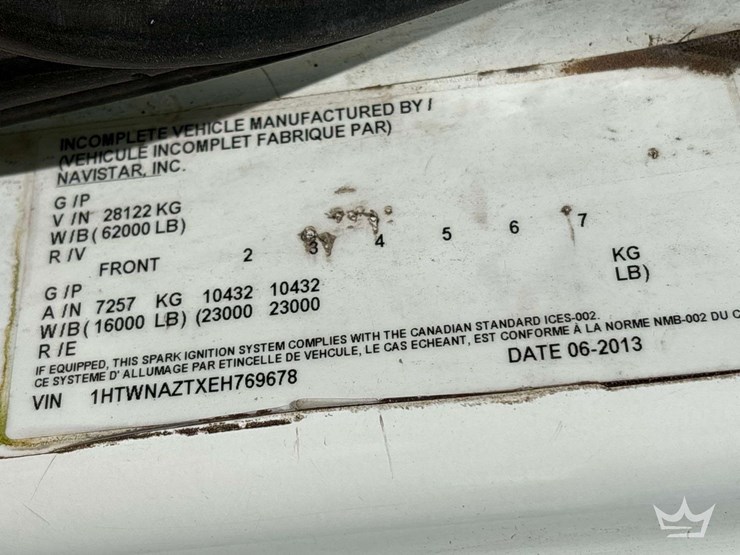 INCOMPLETE VEHICLE MANUFACTURED BY /
(VEHICULE INCOMPLET FABRIQUE PAR)
NAVISTAR, INC.
G /P
V / N 28122 KG
W/B ( 62000 LB)
R /V
FRONT 2 3 4 5 6 7
G /P
A / N 7257 KG 10432 10432 KG
W/B (16000 LB) (23000 23000 LB)
R /E
IF EQUIPPED, THIS SPARK IGNITION SYSTEM COMPLIES WITH THE CANADIAN STANDARD ICES-002.
CE SYSTEME D'ALLUMAGE PAR ETINCELLE DE VEHCULE, LE CAS ECHEANT, EST CONFORME À LA NORME NMB-002 DU C
VIN 1HTWNAZTXEH769678 DATE 06-2013